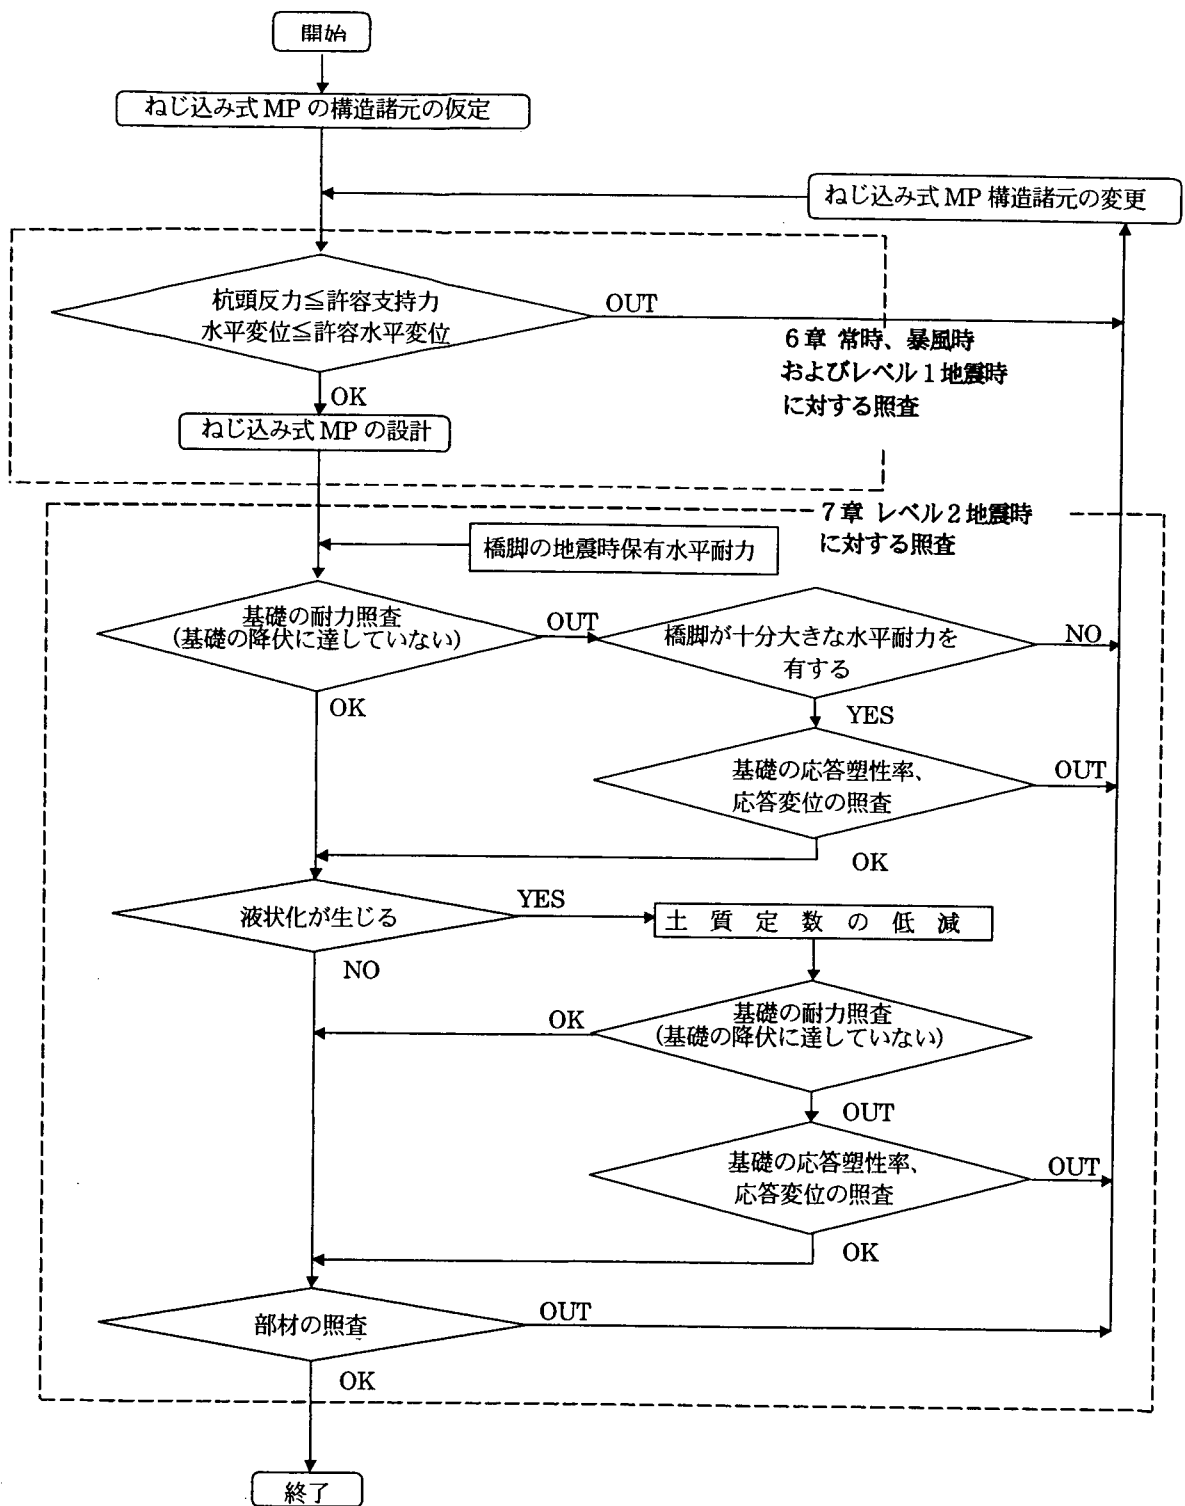 開始
ねじ込み式 MP の構造諸元の仮定
ねじ込み式 MP 構造諸元の変更
杭頭反力≦許容支持力
水平変位≦許容水平変位
OUT
6章 常時、暴風時
およびレベル1地震時
に対する照査
OK
ねじ込み式 MP の設計
7章 レベル2地震時
に対する照査
橋脚の地震時保有水平耐力
基礎の耐力照査
(基礎の降伏に達していない)
OUT
橋脚が十分大きな水平耐力を
有する
NO
OK
YES
基礎の応答塑性率、
応答変位の照査
OUT
OK
液状化が生じる
YES
土質定数の低減
NO
基礎の耐力照査
(基礎の降伏に達していない)
OK
OUT
基礎の応答塑性率、
応答変位の照査
OUT
OK
部材の照査
OUT
OK
終了